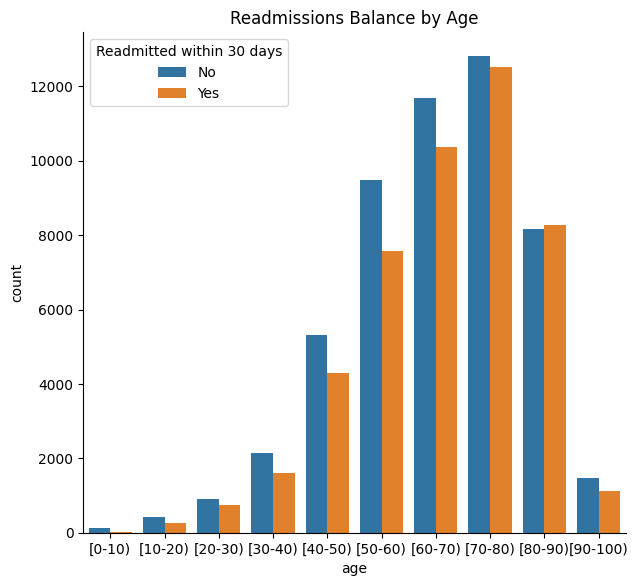 Readmissions Balance by Age
Readmitted within 30 days
No
Yes
count
12000
10000
8000
6000
4000
2000
0
[0-10) [10-20) [20-30) [30-40) [40-50) [50-60) [60-70) [70-80) [80-90) [90-100)
age